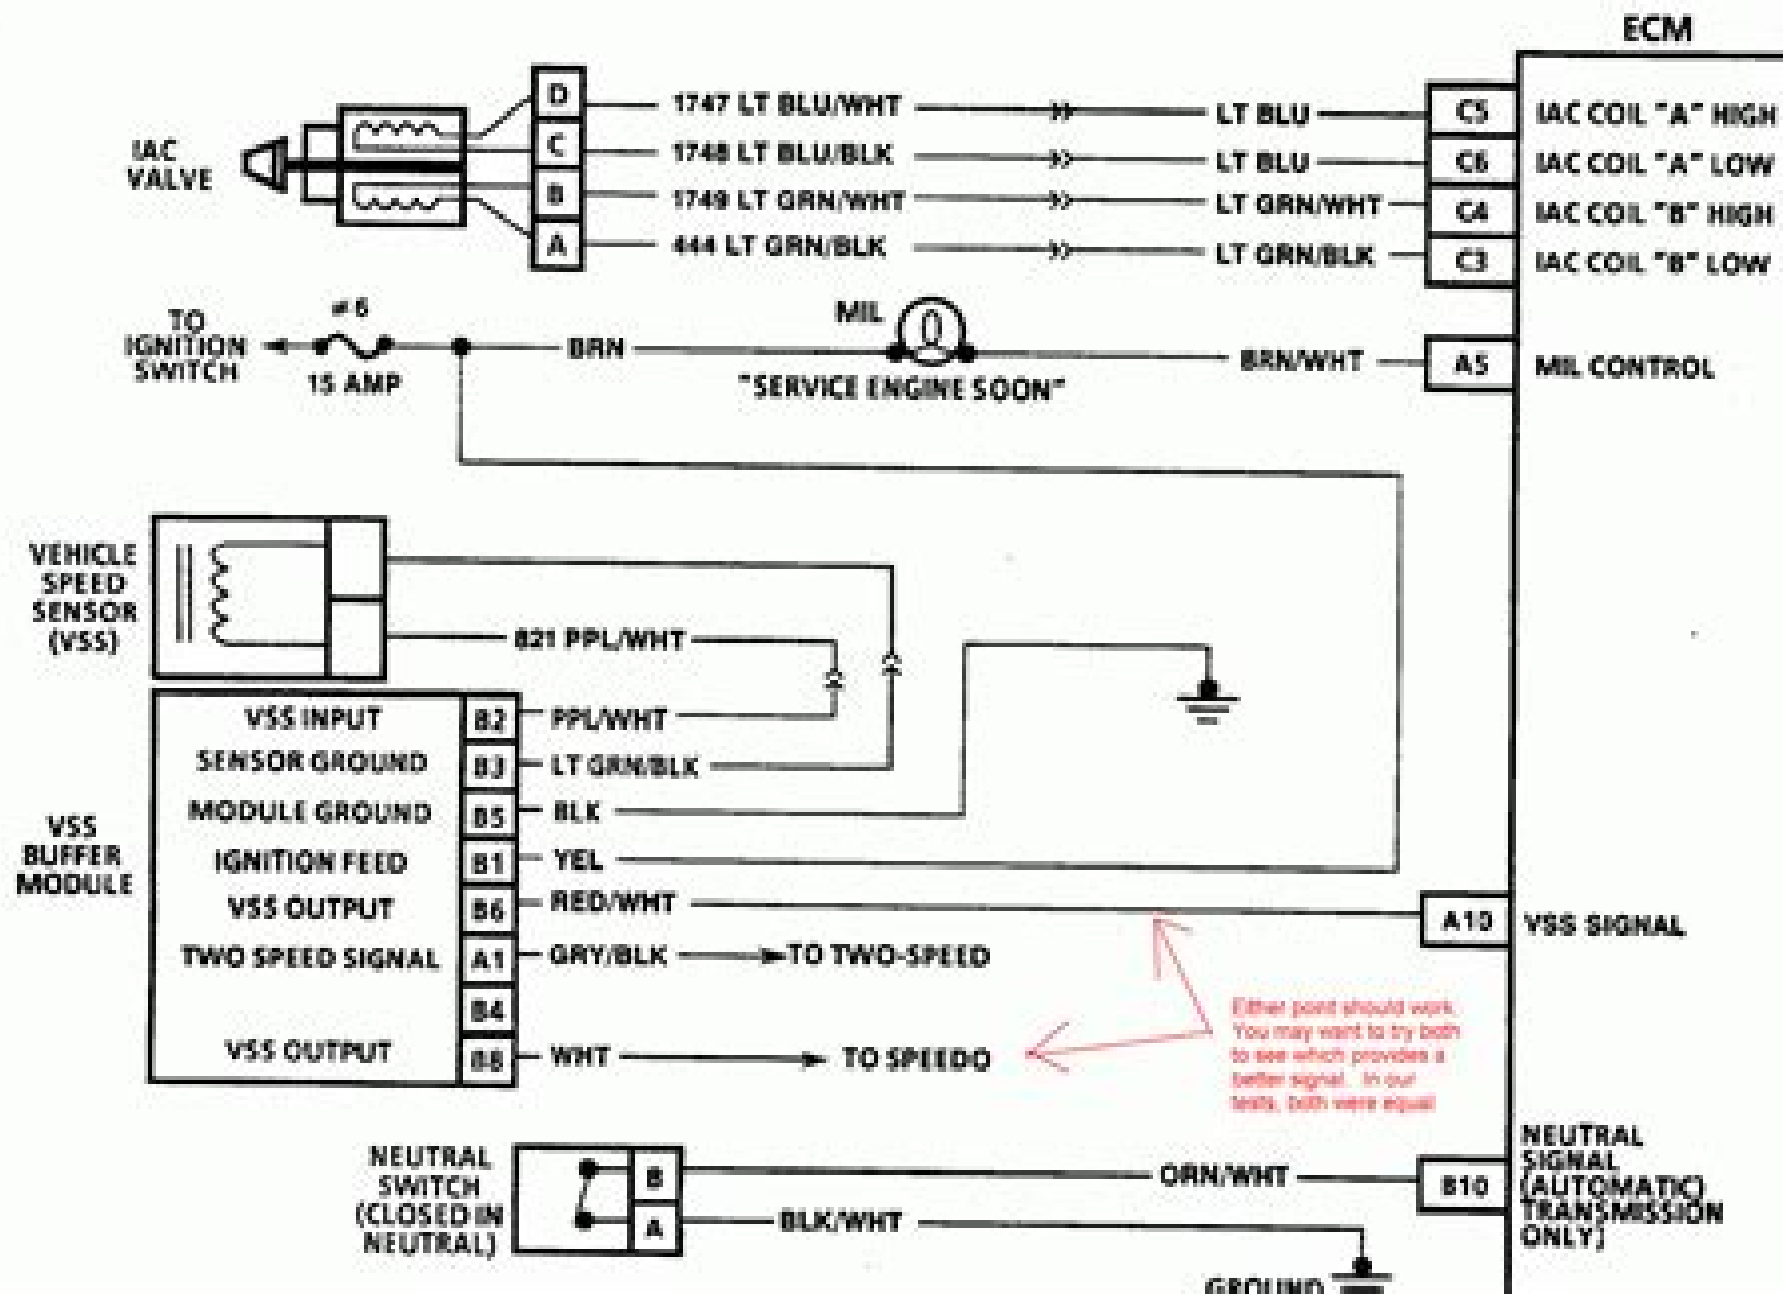 ECM
IAC
VALVE
D
C
B
A
1747 LT BLU/WHT
LT BLU
C5
IAC COIL "A" HIGH
1748 LT BLU/BLK
LT BLU
C6
IAC COIL "A" LOW
1749 LT GRN/WHT
LT GRN/WHT
C4
IAC COIL "B" HIGH
444 LT GRN/BLK
LT GRN/BLK
C3
IAC COIL "B" LOW
TO
IGNITION
SWITCH
#6
15 AMP
BRN
MIL
"SERVICE ENGINE SOON"
BRN/WHT
A5
MIL CONTROL
VEHICLE
SPEED
SENSOR
(VSS)
821 PPL/WHT
VSS
BUFFER
MODULE
VSS INPUT
B2
PPL/WHT
SENSOR GROUND
B3
LT GRN/BLK
MODULE GROUND
B5
BLK
IGNITION FEED
B1
YEL
VSS OUTPUT
B6
RED/WHT
A10
VSS SIGNAL
TWO SPEED SIGNAL
A1
GRY/BLK
TO TWO-SPEED
B4
VSS OUTPUT
B8
WHT
TO SPEEDO
Either point should work.
You may want to try both
to see which provides a
better signal. In our
tests, both were equal
NEUTRAL
SWITCH
(CLOSED IN
NEUTRAL)
B
A
ORN/WHT
BLK/WHT
B10
NEUTRAL
SIGNAL
(AUTOMATIC)
TRANSMISSION
ONLY)
GROUND